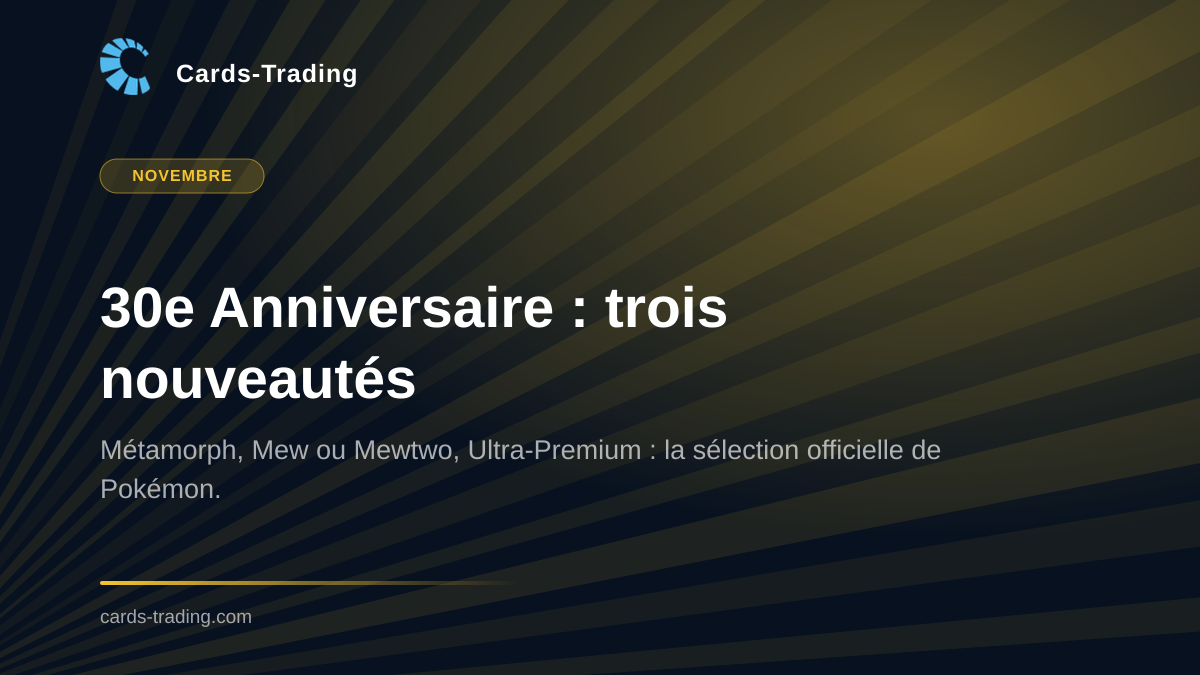 Cards-Trading
NOVEMBRE
30e Anniversaire : trois
nouveautés
Métamorph, Mew ou Mewtwo, Ultra-Premium : la sélection officielle de
Pokémon.
cards-trading.com